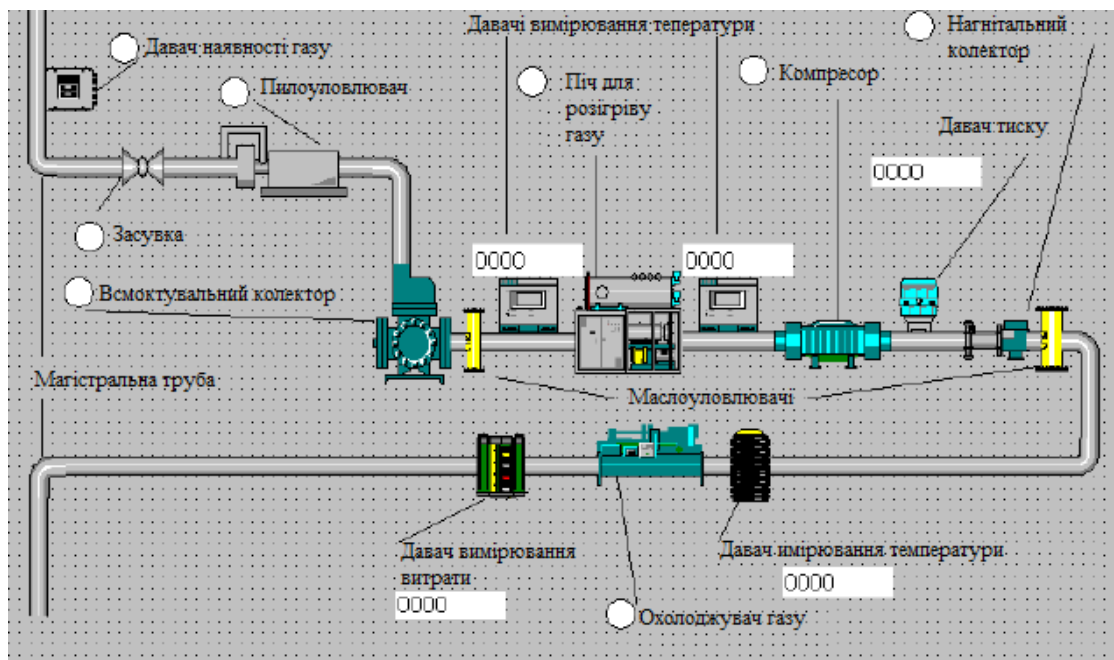 Давачі вимірювання теператури
Нагнітальний
колектор
Давач наявності газу
Пилоуловлювач
Піч для
розігріву
газу
Компресор
Давач тиску
0000
Засувка
0000
0000
Всмоктувальний колектор
Магістральна труба
Маслоуловлювачі
Давач вимірювання
витрати
0000
Давач имірювання температури
0000
Охолоджувач газу